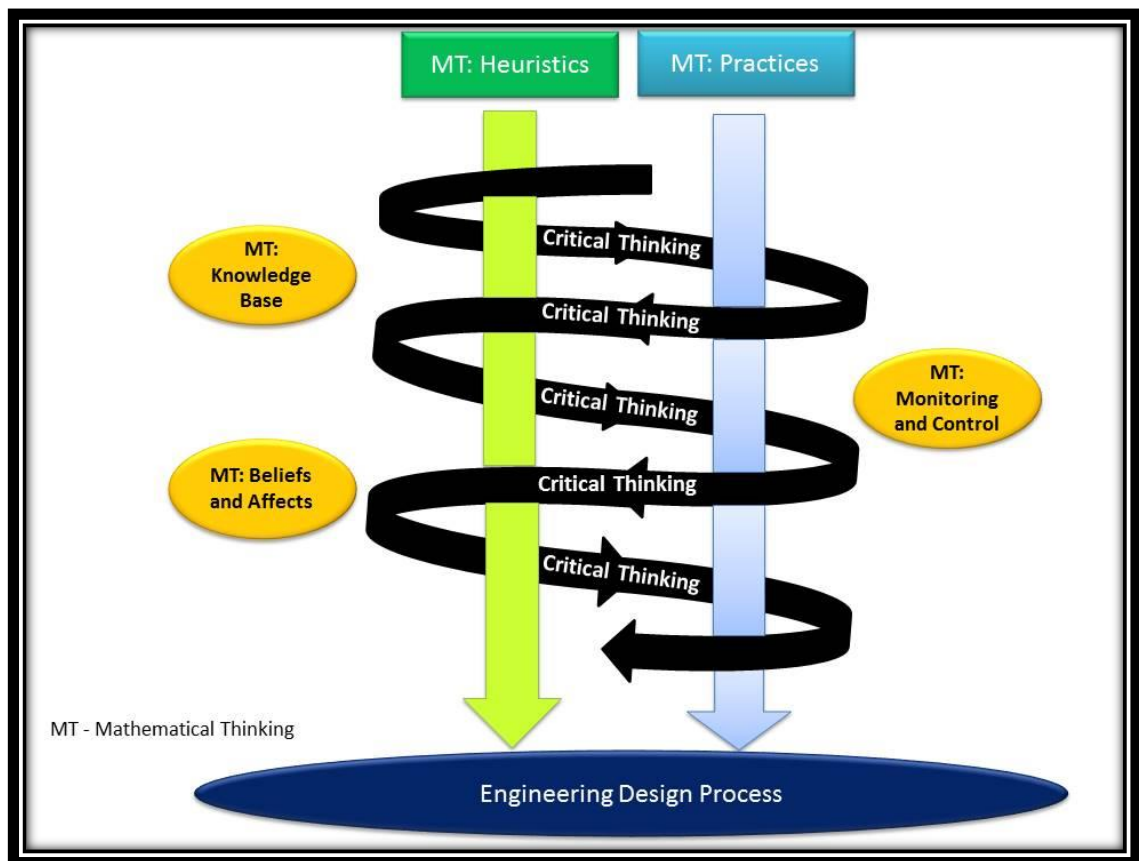 MT: Heuristics
MT: Practices
Critical Thinking
MT:
Knowledge
Base
Critical Thinking
MT:
Monitoring
and Control
Critical Thinking
MT: Beliefs
and Affects
Critical Thinking
Critical Thinking
MT - Mathematical Thinking
Engineering Design Process